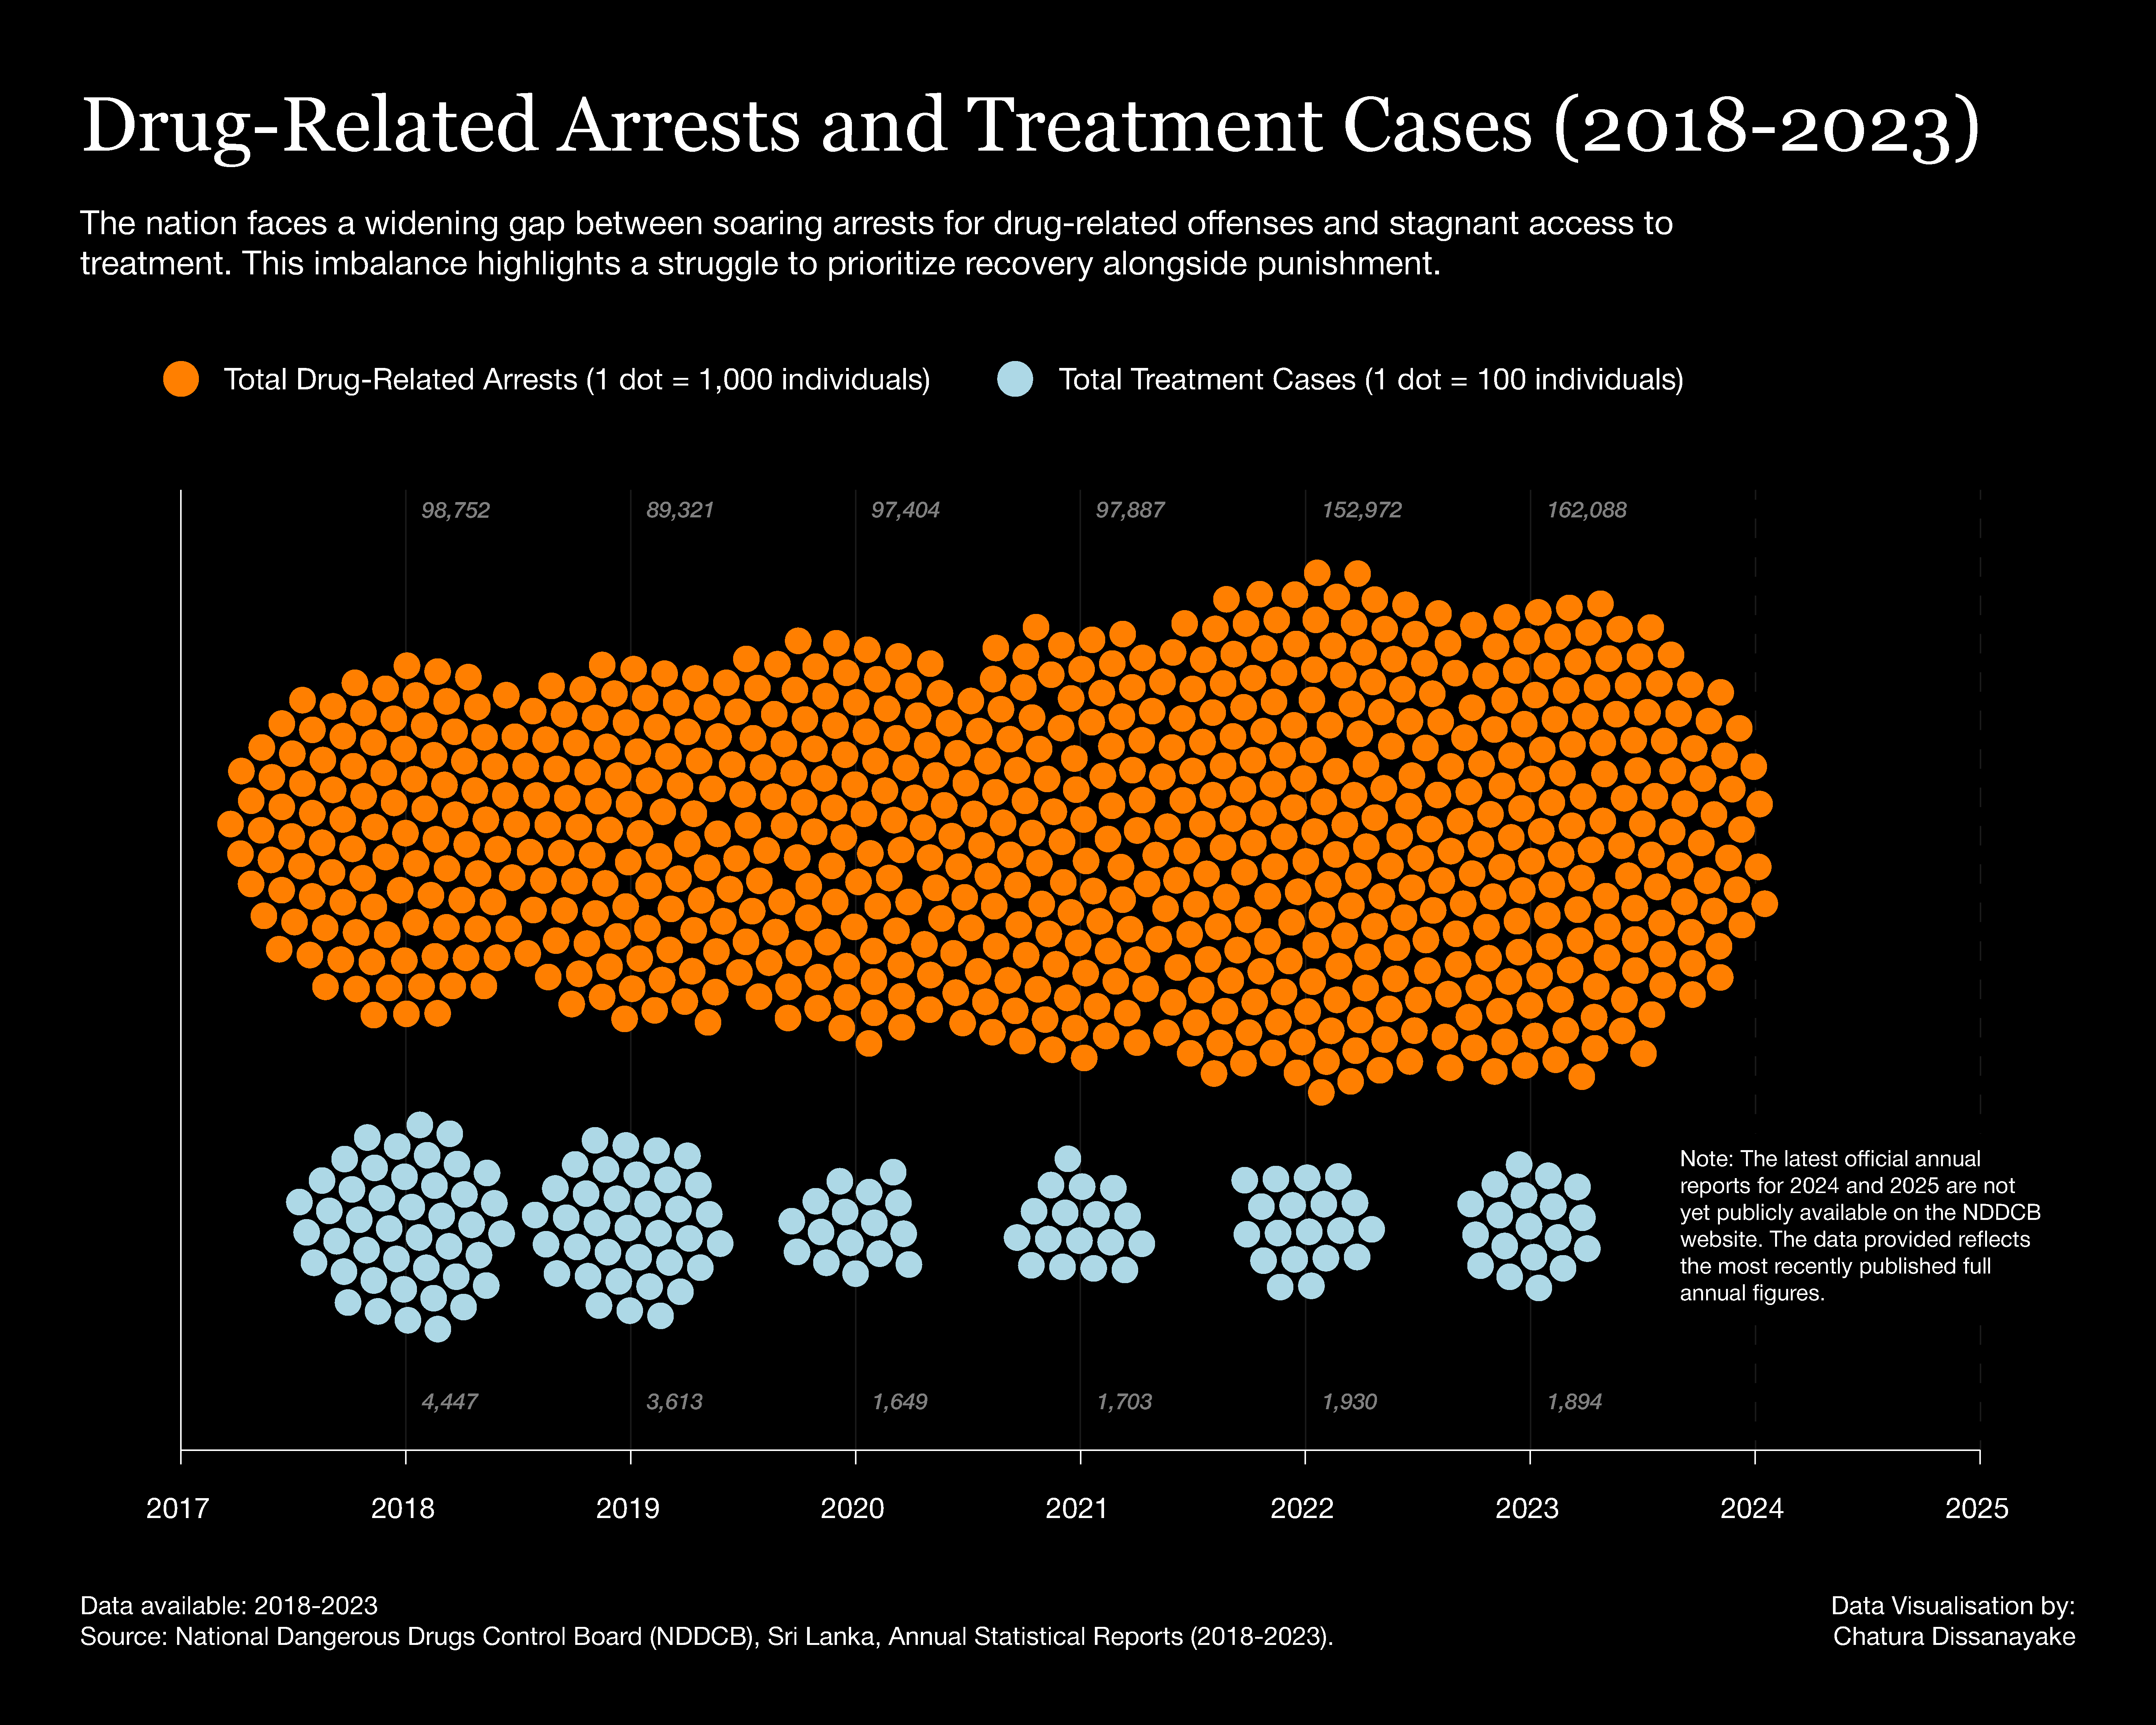 Drug-Related Arrests and Treatment Cases (2018-2023)
The nation faces a widening gap between soaring arrests for drug-related offenses and stagnant access to
treatment. This imbalance highlights a struggle to prioritize recovery alongside punishment.
Total Drug-Related Arrests (1 dot = 1,000 individuals)
Total Treatment Cases (1 dot = 100 individuals)
98,752
89,321
97,404
97,887
152,972
162,088
Note: The latest official annual
reports for 2024 and 2025 are not
yet publicly available on the NDDCB
website. The data provided reflects
the most recently published full
annual figures.
4,447
3,613
1,649
1,703
1,930
1,894
2017
2018
2019
2020
2021
2022
2023
2024
2025
Data available: 2018-2023
Source: National Dangerous Drugs Control Board (NDDCB), Sri Lanka, Annual Statistical Reports (2018-2023).
Data Visualisation by:
Chatura Dissanayake